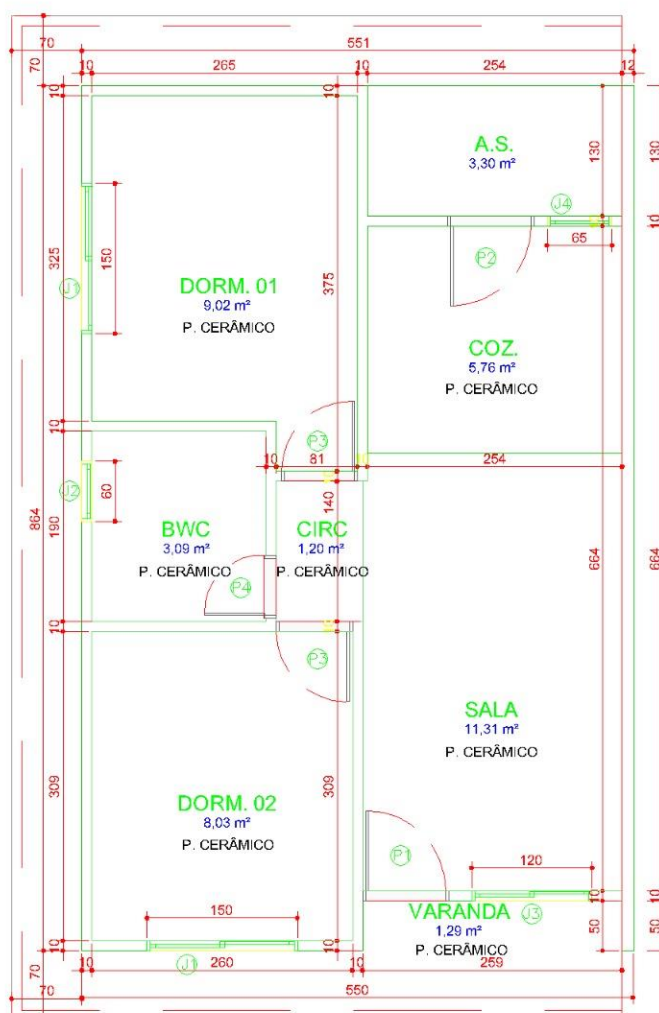 70
551
70
10
265
10
254
12
10
10
130
130
A.S.
3,30 m²
J4
10
65
P2
150
325
J1
375
DORM. 01
9,02 m²
P. CERÂMICO
COZ.
5,76 m²
P. CERÂMICO
P3
10
10
81
254
J2
60
140
864
190
BWC
3,09 m²
P. CERÂMICO
CIRC
1,20 m²
P. CERÂMICO
664
664
P4
10
P3
SALA
11,31 m²
P. CERÂMICO
309
309
DORM. 02
8,03 m²
P. CERÂMICO
P1
120
150
10
10
VARANDA
1,29 m²
P. CERÂMICO
J3
50
50
J1
10
10
70
10
260
10
259
70
550